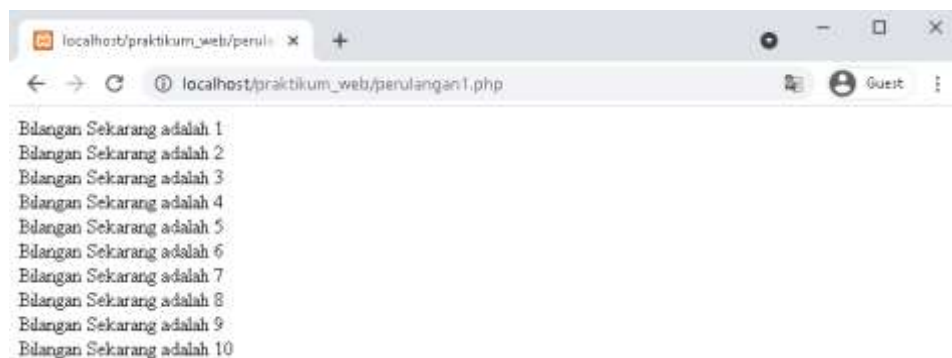 localhost/praktikum_web/perula
localhost/praktikum_web/perulangan1.php
Guest
Bilangan Sekarang adalah 1
Bilangan Sekarang adalah 2
Bilangan Sekarang adalah 3
Bilangan Sekarang adalah 4
Bilangan Sekarang adalah 5
Bilangan Sekarang adalah 6
Bilangan Sekarang adalah 7
Bilangan Sekarang adalah 8
Bilangan Sekarang adalah 9
Bilangan Sekarang adalah 10